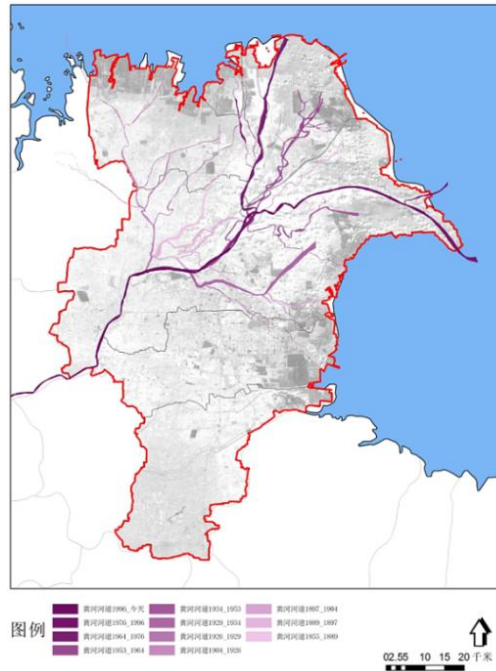 图例
黄河河道1996_今天
黄河河道1976_1996
黄河河道1964_1976
黄河河道1953_1964
黄河河道1934_1953
黄河河道1929_1934
黄河河道1926_1929
黄河河道1904_1926
黄河河道1897_1904
黄河河道1889_1897
黄河河道1855_1889
02.55 10 15 20 千米